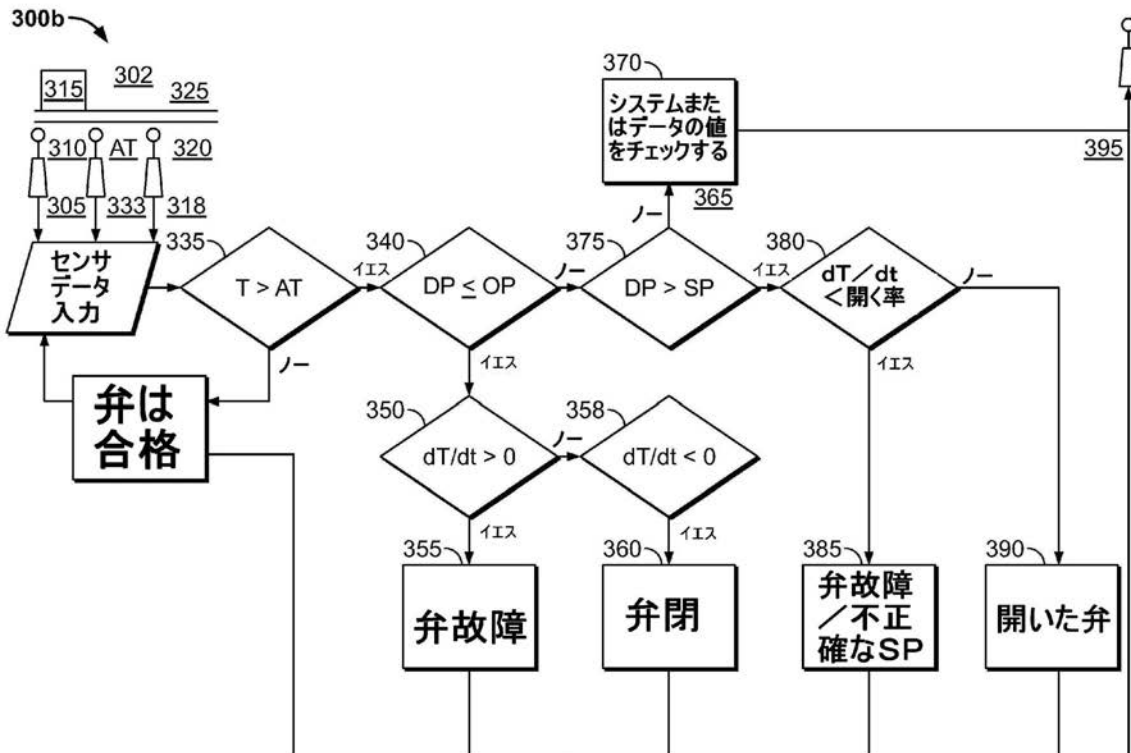 300b
302
315
325
310
AT
320
305
333
318
センサ
データ
入力
335
T > AT
イエス
ノー
弁は
合格
340
DP ≤ OP
ノー
イエス
375
DP > SP
ノー
イエス
365
370
システムまた
はデータの値
をチェックする
395
380
dT/dt
<開く率
ノー
イエス
350
dT/dt > 0
ノー
イエス
358
dT/dt < 0
イエス
355
弁故障
360
弁閉
385
弁故障
/不正
確なSP
390
開いた弁